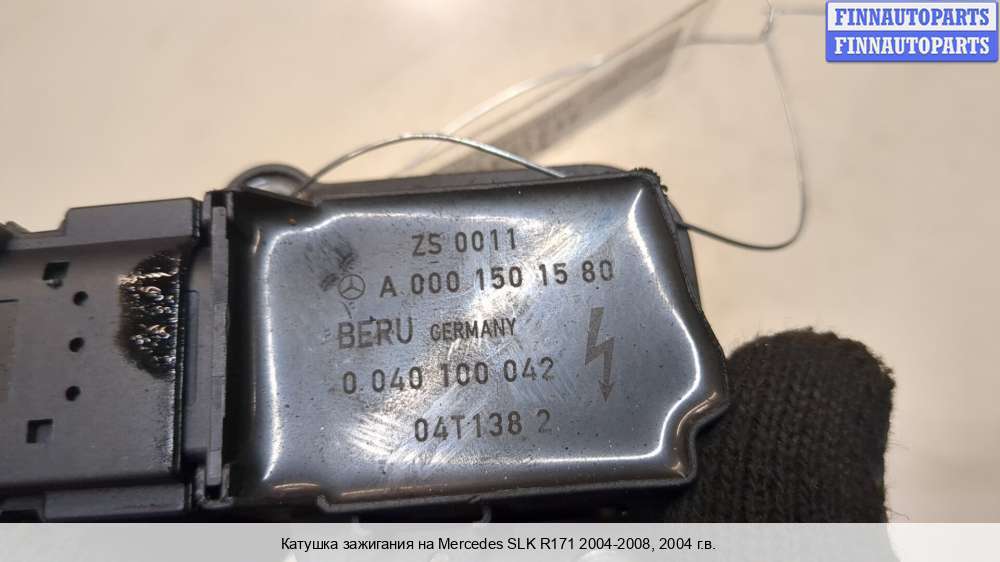 FINNAUTOPARTS
FINNAUTOPARTS
ZS 0011
A 000 150 15 80
BERU GERMANY
0 040 100 042
04T138 2
Катушка зажигания на Mercedes SLK R171 2004-2008, 2004 г.в.